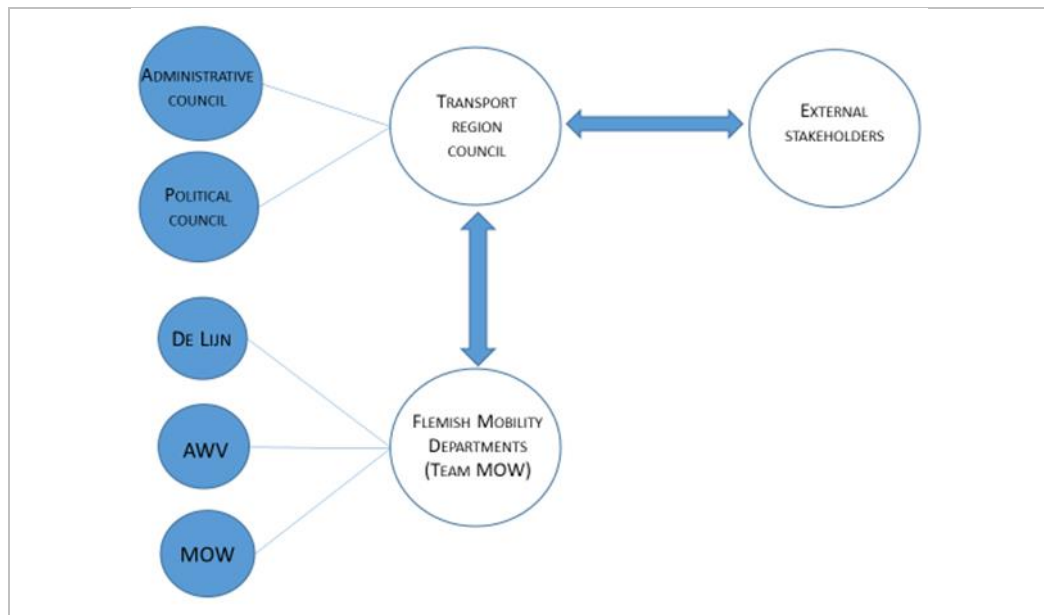 ADMINISTRATIVE
COUNCIL
POLITICAL
COUNCIL
TRANSPORT
REGION
COUNCIL
EXTERNAL
STAKEHOLDERS
DE LIJN
AWV
MOW
FLEMISH MOBILITY
DEPARTMENTS
(TEAM MOW)